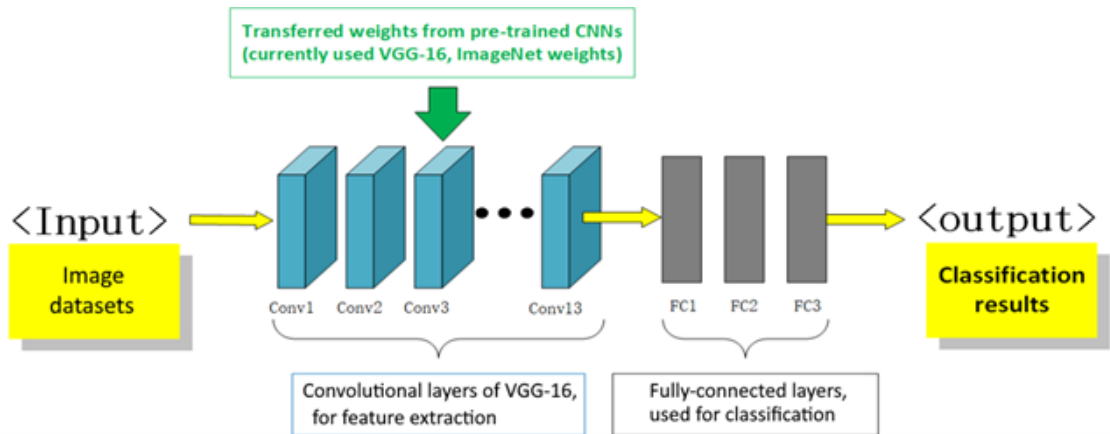 Transferred weights from pre-trained CNNs
(currently used VGG-16, ImageNet weights)
<Input>
Image
datasets
Conv1
Conv2
Conv3
Conv13
FC1
FC2
FC3
<output>
Classification
results
Convolutional layers of VGG-16,
for feature extraction
Fully-connected layers,
used for classification